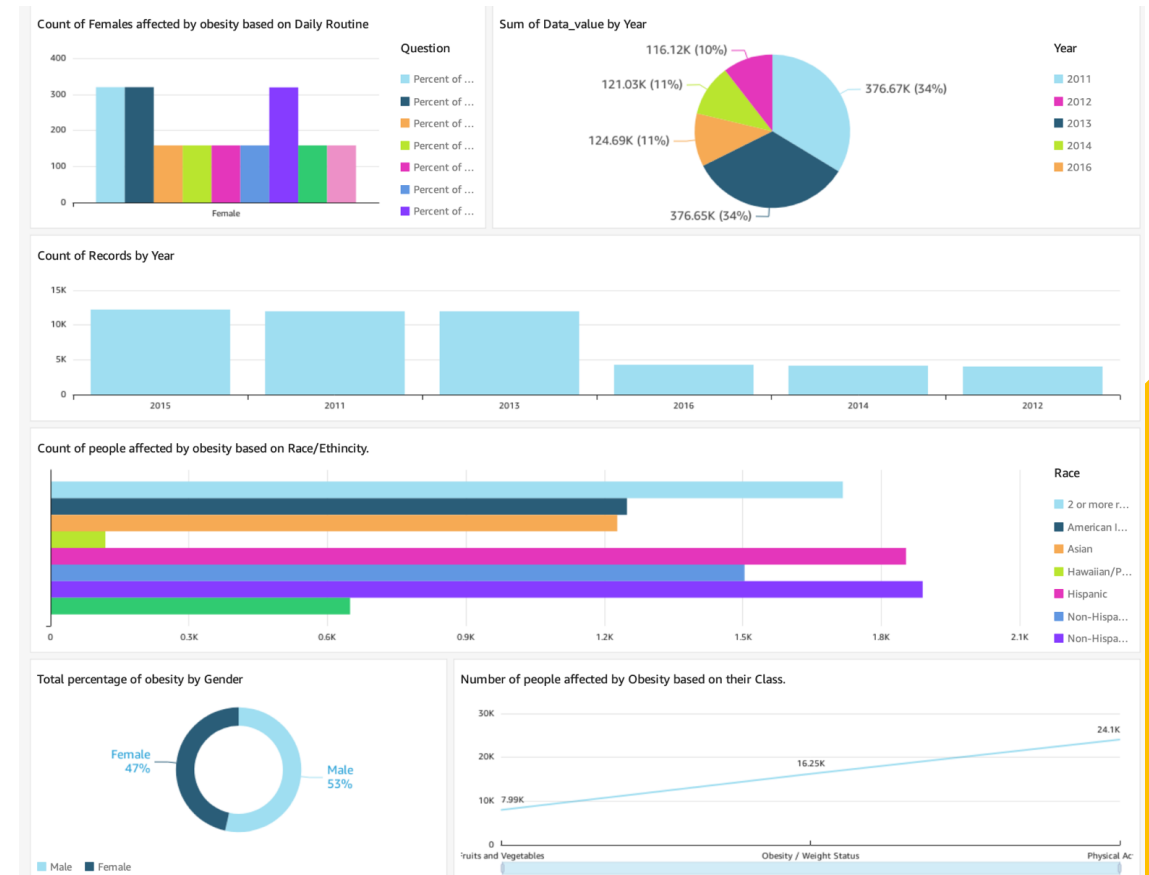 Count of Females affected by obesity based on Daily Routine
400
300
200
100
0
Female
Question
Percent of ...
Percent of ...
Percent of ...
Percent of ...
Percent of ...
Percent of ...
Percent of ...
Sum of Data_value by Year
116.12K (10%)
121.03K (11%)
124.69K (11%)
376.65K (34%)
376.67K (34%)
Year
2011
2012
2013
2014
2016
Count of Records by Year
15K
10K
5K
0
2015 2011 2013 2016 2014 2012
Count of people affected by obesity based on Race/Ethincity.
0 0.3K 0.6K 0.9K 1.2K 1.5K 1.8K 2.1K
Race
2 or more r...
American I...
Asian
Hawaiian/P...
Hispanic
Non-Hispa...
Non-Hispa...
Total percentage of obesity by Gender
Female
47%
Male
53%
Male Female
Number of people affected by Obesity based on their Class.
30K
20K
10K
0
7.99K
16.25K
24.1K
Fruits and Vegetables Obesity / Weight Status Physical Ac